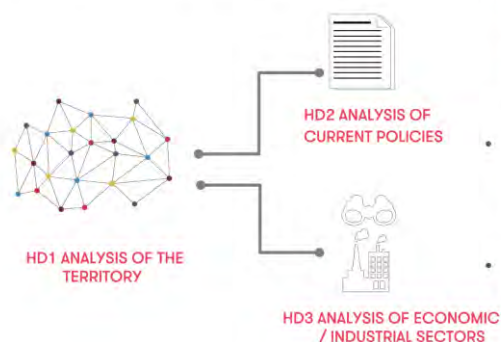 HD2 ANALYSIS OF
CURRENT POLICIES
HD1 ANALYSIS OF THE
TERRITORY
HD3 ANALYSIS OF ECONOMIC
/ INDUSTRIAL SECTORS